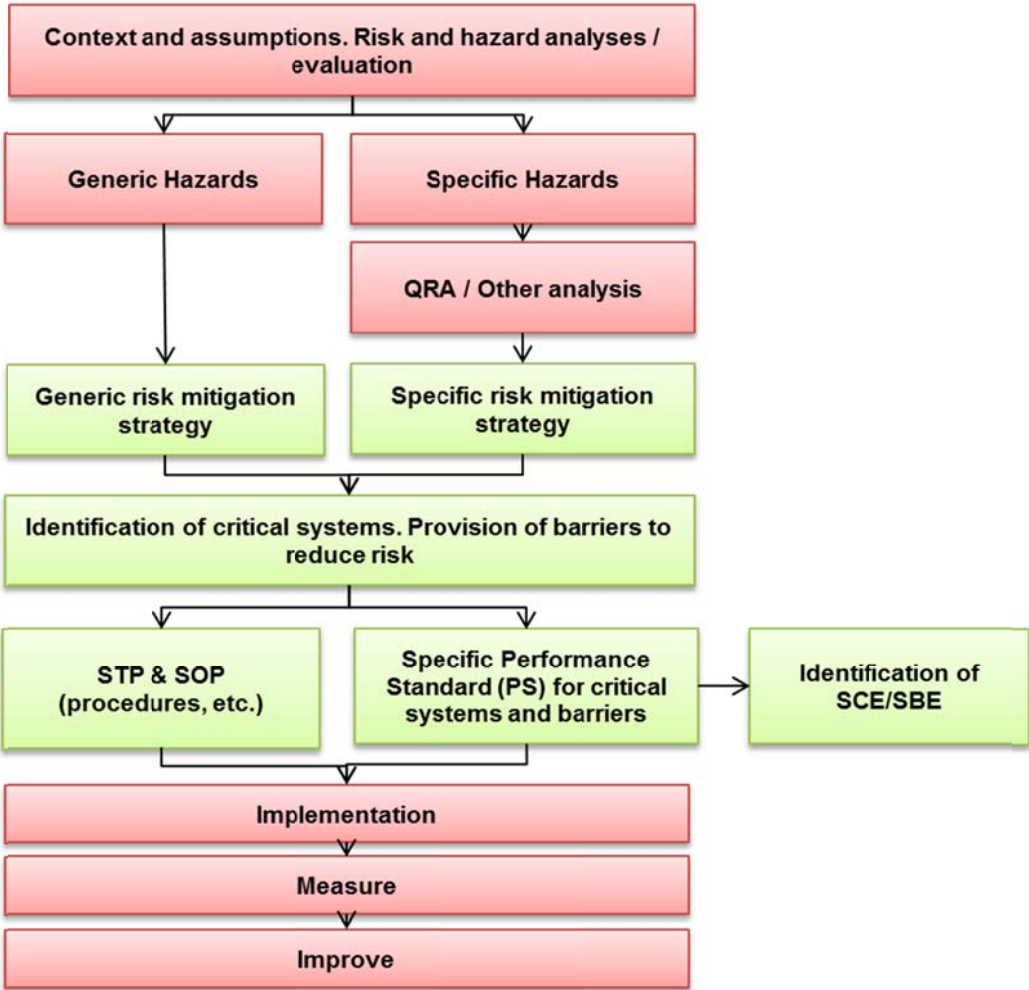 Context and assumptions. Risk and hazard analyses /
evaluation
Generic Hazards
Specific Hazards
QRA / Other analysis
Generic risk mitigation
strategy
Specific risk mitigation
strategy
Identification of critical systems. Provision of barriers to
reduce risk
STP & SOP
(procedures, etc.)
Specific Performance
Standard (PS) for critical
systems and barriers
Identification of
SCE/SBE
Implementation
Measure
Improve